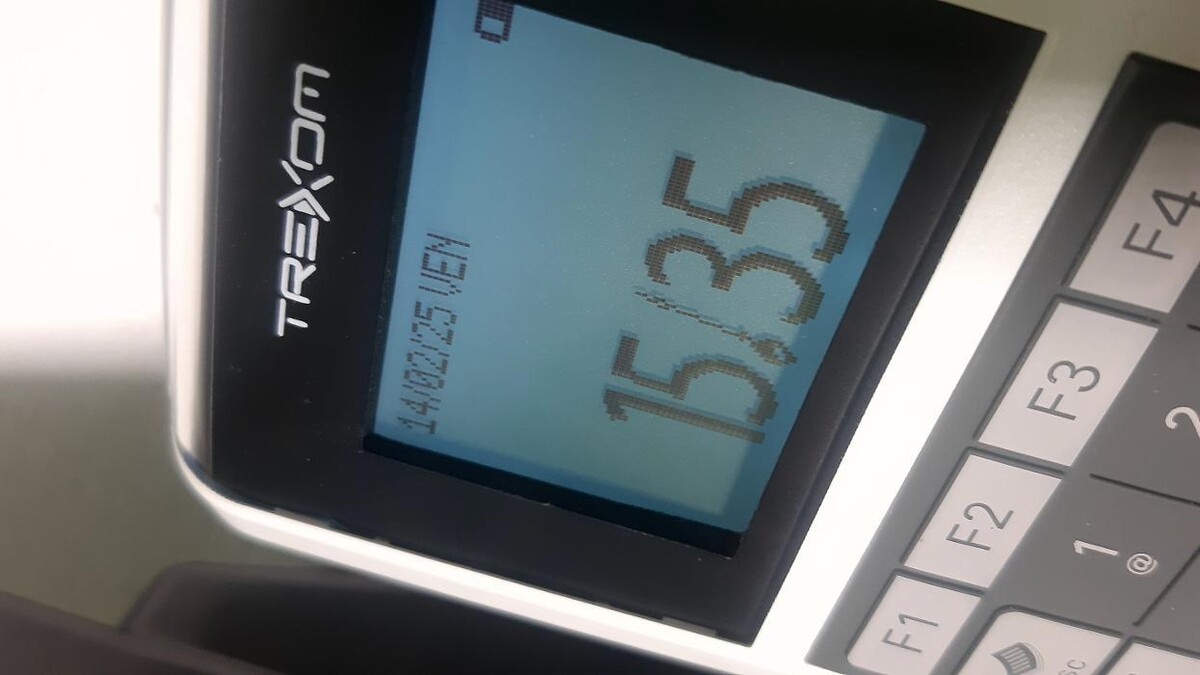 TREXOM
14/02/25 VEN
15:35
F1 F2 F3 F4
1 @ 2